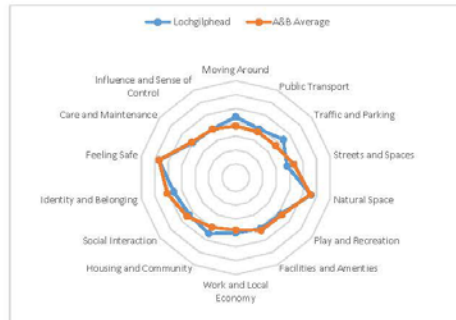 Lochgilphead
A&B Average
Moving Around
Public Transport
Traffic and Parking
Streets and Spaces
Natural Space
Play and Recreation
Facilities and Amenties
Work and Local
Economy
Housing and Community
Social Interaction
Identity and Belonging
Feeling Safe
Care and Maintenance
Influence and Sense of
Control